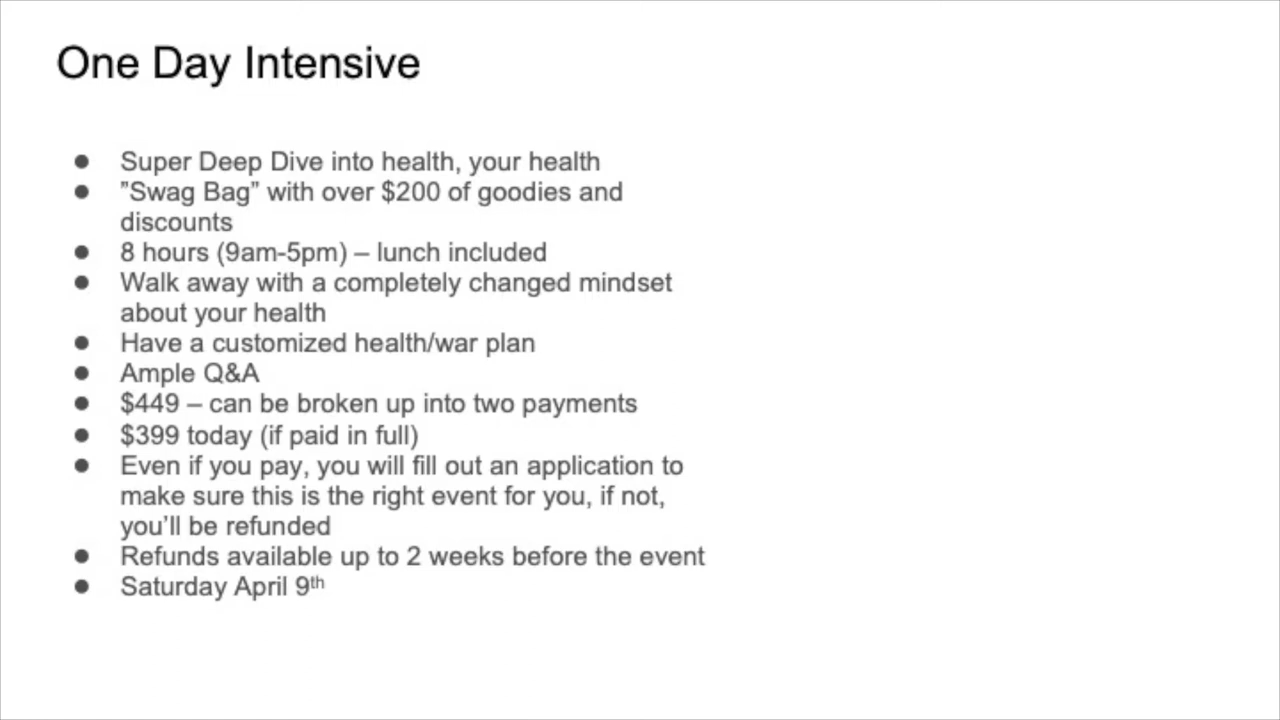 One Day Intensive
● Super Deep Dive into health, your health
● ”Swag Bag” with over $200 of goodies and
discounts
● 8 hours (9am-5pm) – lunch included
● Walk away with a completely changed mindset
about your health
● Have a customized health/war plan
● Ample Q&A
● $449 – can be broken up into two payments
● $399 today (if paid in full)
● Even if you pay, you will fill out an application to
make sure this is the right event for you, if not,
you’ll be refunded
● Refunds available up to 2 weeks before the event
● Saturday April 9th